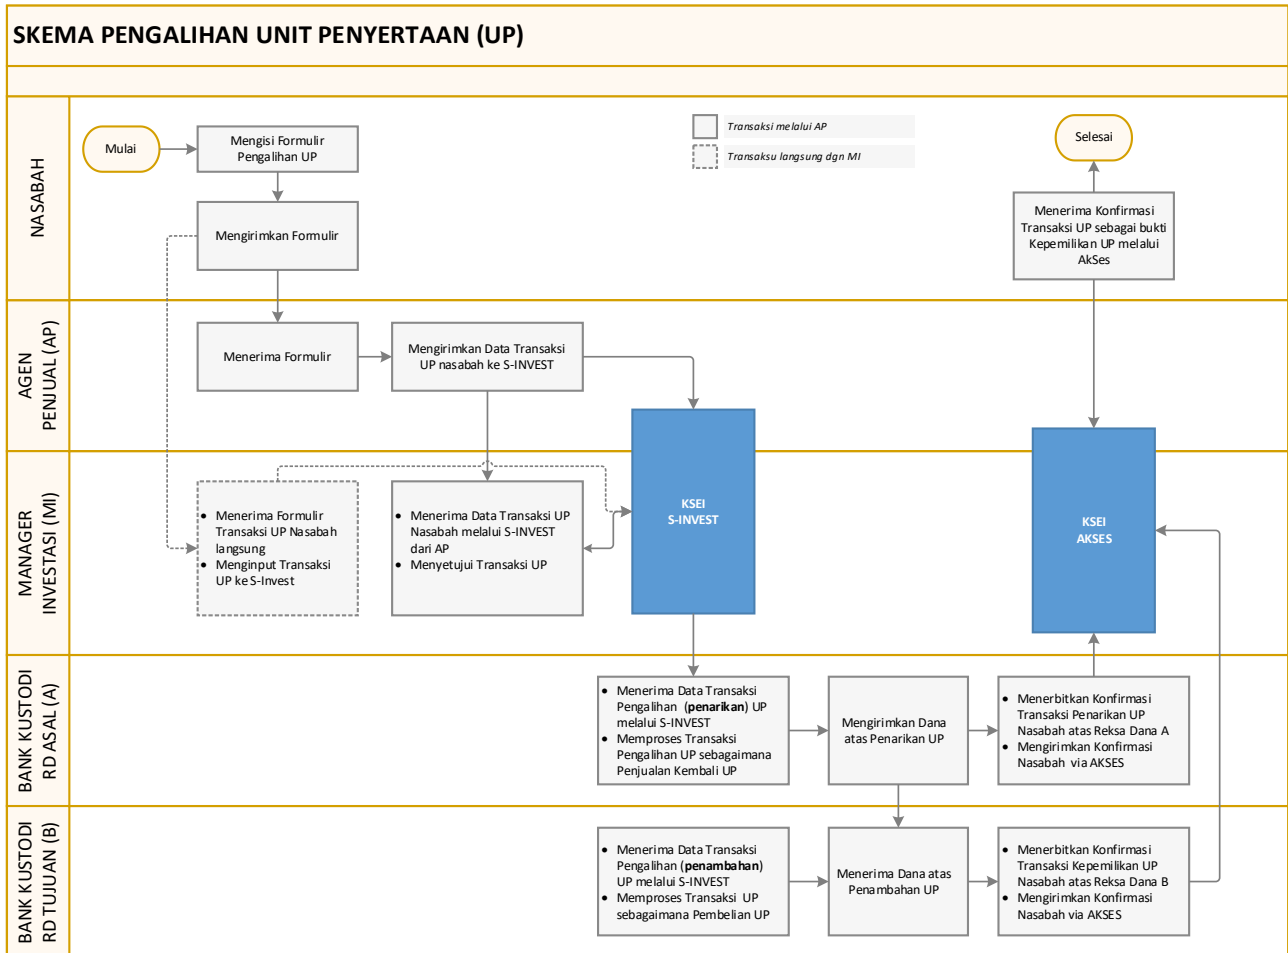 SKEMA PENGALIHAN UNIT PENYERTAAN (UP)
NASABAH
Mulai
Mengisi Formulir
Pengalihan UP
Mengirimkan Formulir
Transaksi melalui AP
Transaksu langsung dgn MI
Selesai
Menerima Konfirmasi
Transaksi UP sebagai bukti
Kepemilikan UP melalui
AkSes
AGEN
PENJUAL (AP)
Menerima Formulir
Mengirimkan Data Transaksi
UP nasabah ke S-INVEST
MANAGER
INVESTASI (MI)
• Menerima Formulir
Transaksi UP Nasabah
langsung
• Menginput Transaksi
UP ke S-Invest
• Menerima Data Transaksi UP
Nasabah melalui S-INVEST
dari AP
• Menyetujui Transaksi UP
KSEI
S-INVEST
KSEI
AKSES
BANK KUSTODI
RD ASAL (A)
• Menerima Data Transaksi
Pengalihan (penarikan) UP
melalui S-INVEST
• Memproses Transaksi
Pengalihan UP sebagaimana
Penjualan Kembali UP
Mengirimkan Dana
atas Penarikan UP
• Menerbitkan Konfirmasi
Transaksi Penarikan UP
Nasabah atas Reksa Dana A
• Mengirimkan Konfirmasi
Nasabah via AKSES
BANK KUSTODI
RD TUJUAN (B)
• Menerima Data Transaksi
Pengalihan (penambahan)
UP melalui S-INVEST
• Memproses Transaksi UP
sebagaimana Pembelian UP
Menerima Dana atas
Penambahan UP
• Menerbitkan Konfirmasi
Transaksi Kepemilikan UP
Nasabah atas Reksa Dana B
• Mengirimkan Konfirmasi
Nasabah via AKSES